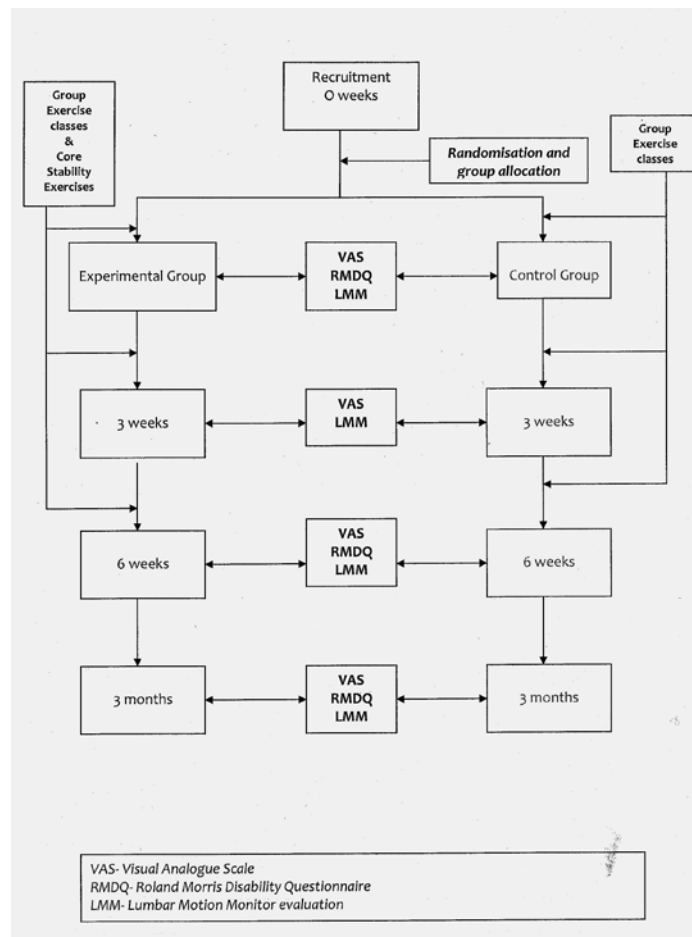 Recruitment
0 weeks
Group
Exercise
classes
&
Core
Stability
Exercises
Group
Exercise
classes
Randomisation and
group allocation
Experimental Group
VAS
RMDQ
LMM
Control Group
3 weeks
VAS
LMM
3 weeks
6 weeks
VAS
RMDQ
LMM
6 weeks
3 months
VAS
RMDQ
LMM
3 months
VAS- Visual Analogue Scale
RMDQ- Roland Morris Disability Questionnaire
LMM- Lumbar Motion Monitor evaluation